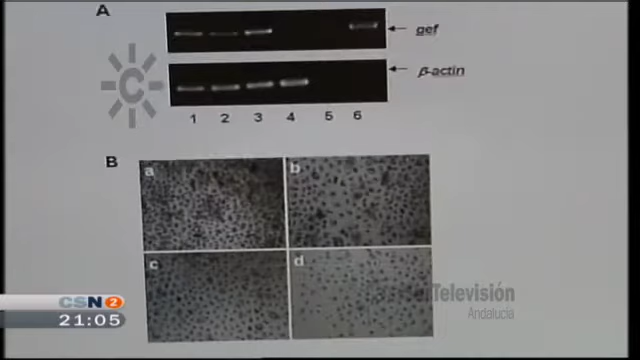 A
gef
β-actin
1 2 3 4 5 6
B
a
b
c
d
Televisión
Andalucía
CSN 2
21:05